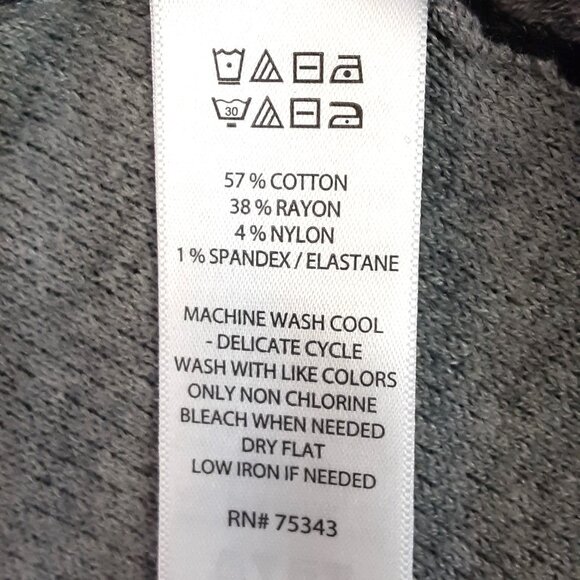 30
57 % COTTON
38 % RAYON
4 % NYLON
1 % SPANDEX / ELASTANE
MACHINE WASH COOL
- DELICATE CYCLE
WASH WITH LIKE COLORS
ONLY NON CHLORINE
BLEACH WHEN NEEDED
DRY FLAT
LOW IRON IF NEEDED
RN# 75343